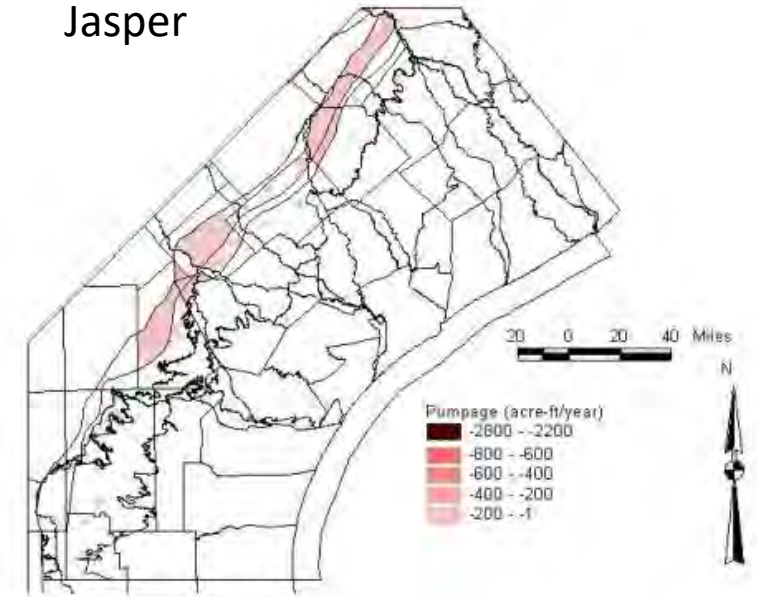 Jasper
20 0 20 40 Miles
N
Pumpage (acre-ft/year)
-2800 - -2200
-800 - -600
-600 - -400
-400 - -200
-200 - -1